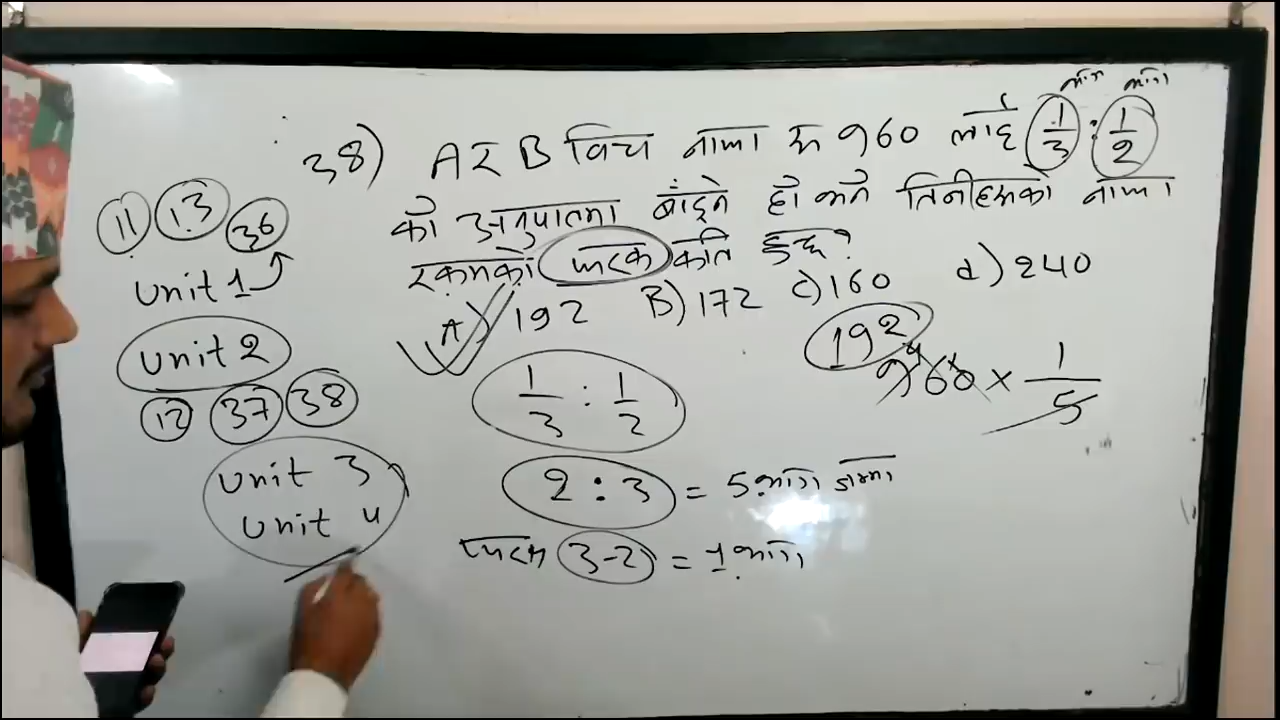 भाग भाग
38) A र B बिच नाफा रू 960 लाई 1/3 : 1/2
को अनुपातमा बाँड्ने हो भने तिनीहरूको नाफा
रकमको फरक कति हुन्छ?
A) 192 B) 172 C) 160 d) 240
11 13 36
unit 1
unit 2
12 37 38
unit 3
unit 4
1/3 : 1/2
2 : 3 = 5 भाग जम्मा
फरक 3-2 = 1 भाग
192
960 × 1/5